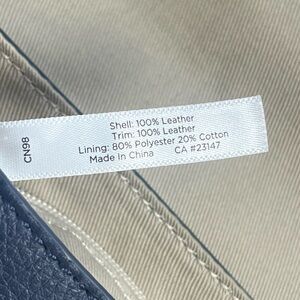 CN98
Shell: 100% Leather
Trim: 100% Leather
Lining: 80% Polyester 20% Cotton
Made In China CA #23147